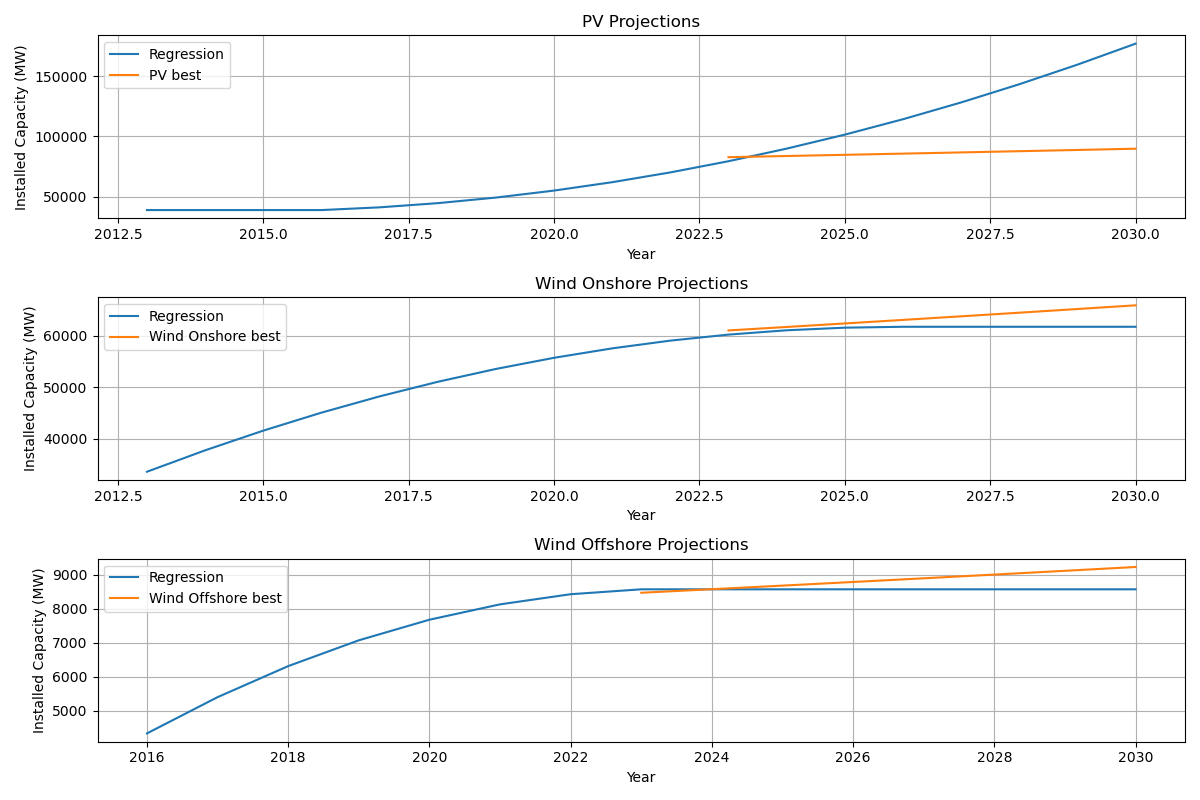 PV Projections
Installed Capacity (MW)
Regression
PV best
150000
100000
50000
2012.5 2015.0 2017.5 2020.0 2022.5 2025.0 2027.5 2030.0
Year
Wind Onshore Projections
Installed Capacity (MW)
Regression
Wind Onshore best
60000
50000
40000
2012.5 2015.0 2017.5 2020.0 2022.5 2025.0 2027.5 2030.0
Year
Wind Offshore Projections
Installed Capacity (MW)
Regression
Wind Offshore best
9000
8000
7000
6000
5000
2016 2018 2020 2022 2024 2026 2028 2030
Year